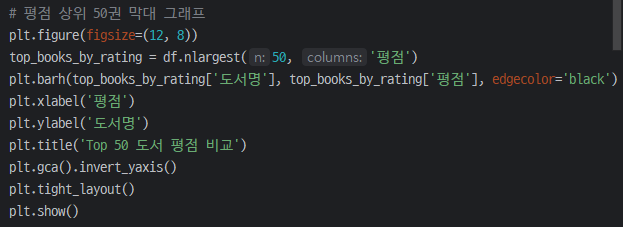 # 평점 상위 50권 막대 그래프
plt.figure(figsize=(12, 8))
top_books_by_rating = df.nlargest( n: 50, columns: '평점')
plt.barh(top_books_by_rating['도서명'], top_books_by_rating['평점'], edgecolor='black')
plt.xlabel('평점')
plt.ylabel('도서명')
plt.title('Top 50 도서 평점 비교')
plt.gca().invert_yaxis()
plt.tight_layout()
plt.show()